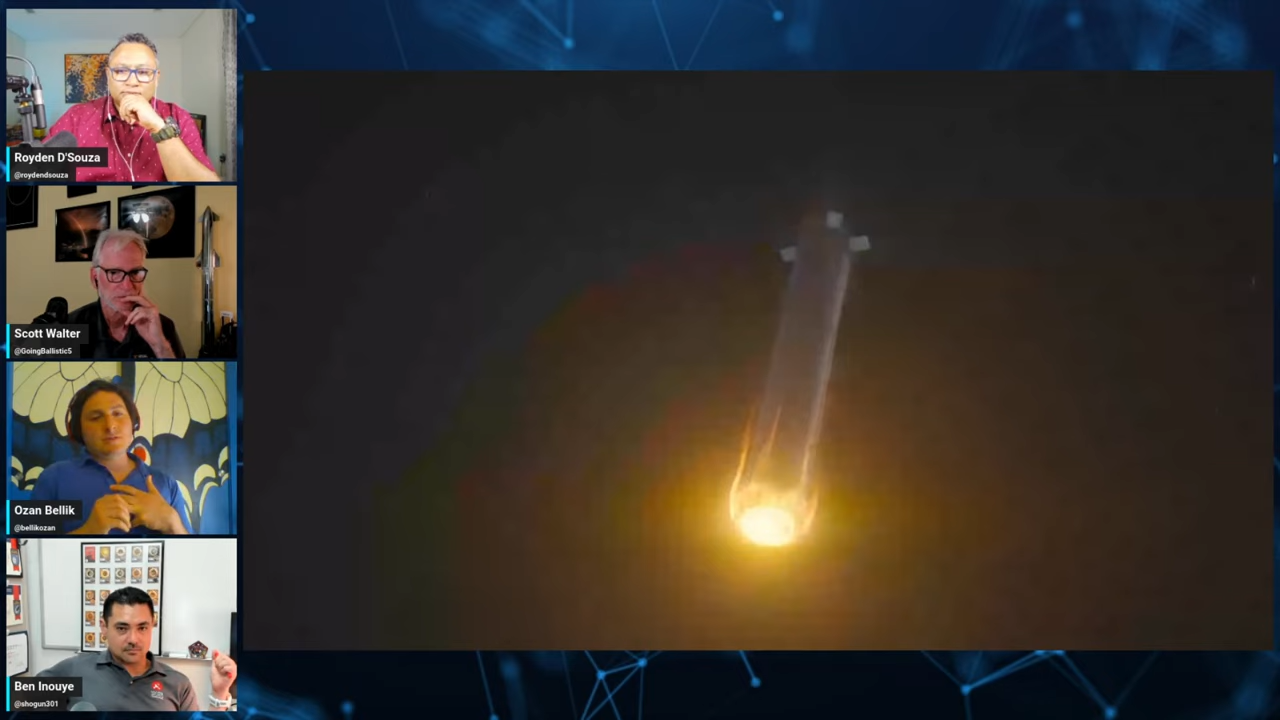 Royden D'Souza
@roydendsouza
Scott Walter
@GoingBallistic5
Ozan Bellik
@bellikozan
Ben Inouye
@shogun301